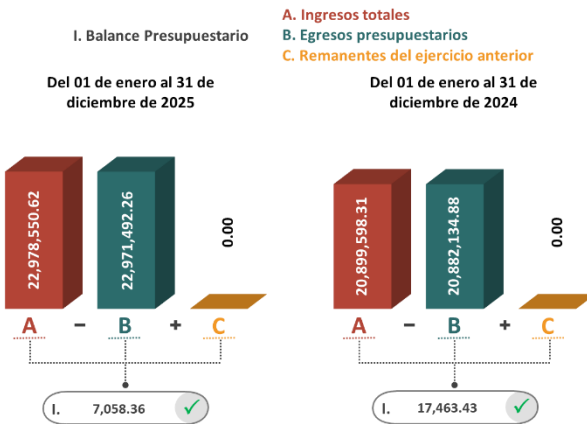 A. Ingresos totales
I. Balance Presupuestario
B. Egresos presupuestarios
C. Remanentes del ejercicio anterior
Del 01 de enero al 31 de
diciembre de 2025
Del 01 de enero al 31 de
diciembre de 2024
22,978,550.62
22,971,492.26
0.00
20,899,598.31
20,882,134.88
0.00
A − B + C
A − B + C
I. 7,058.36 ✓
I. 17,463.43 ✓